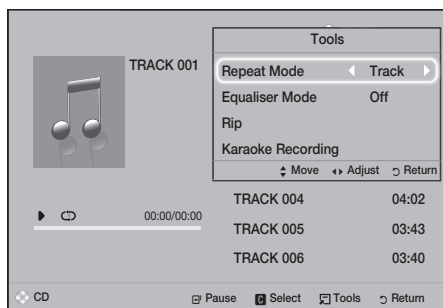 Tools
TRACK 001
Repeat Mode Track
Equaliser Mode Off
Rip
Karaoke Recording
Move Adjust Return
TRACK 004 04:02
00:00/00:00
TRACK 005 03:43
TRACK 006 03:40
CD
Pause C Select Tools Return